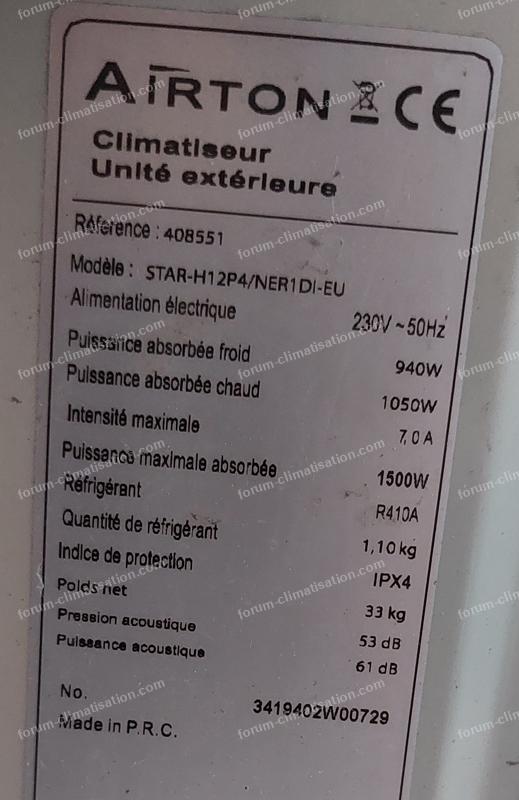 AIRTON CE
Climatiseur
Unité extérieure
Référence : 408551
Modèle : STAR-H12P4/NER1DI-EU
Alimentation électrique 230V ~ 50Hz
Puissance absorbée froid 940W
Puissance absorbée chaud 1050W
Intensité maximale 7,0 A
Puissance maximale absorbée 1500W
Réfrigérant R410A
Quantité de réfrigérant 1,10 kg
Indice de protection IPX4
Poids net 33 kg
Pression acoustique 53 dB
Puissance acoustique 61 dB
No. 3419402W00729
Made in P.R.C.
forum-climatisation.com